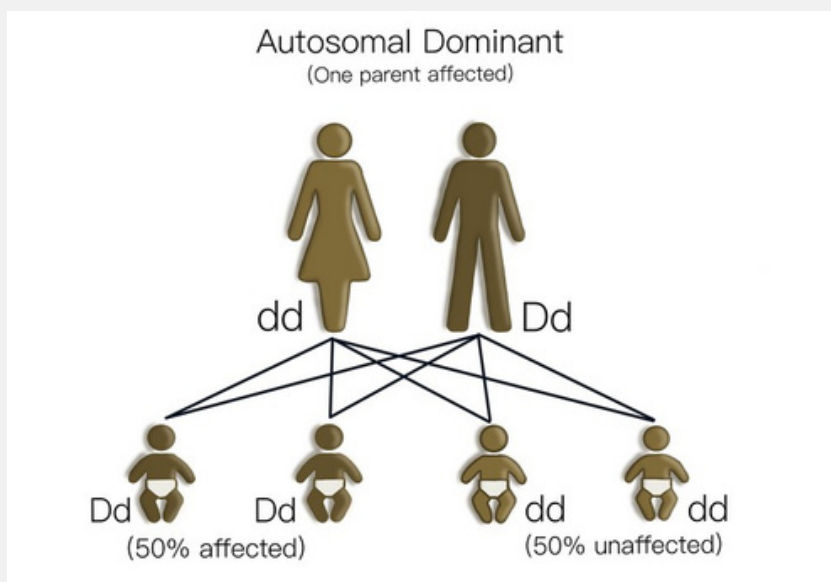 Autosomal Dominant
(One parent affected)
dd Dd
Dd Dd dd dd
(50% affected) (50% unaffected)